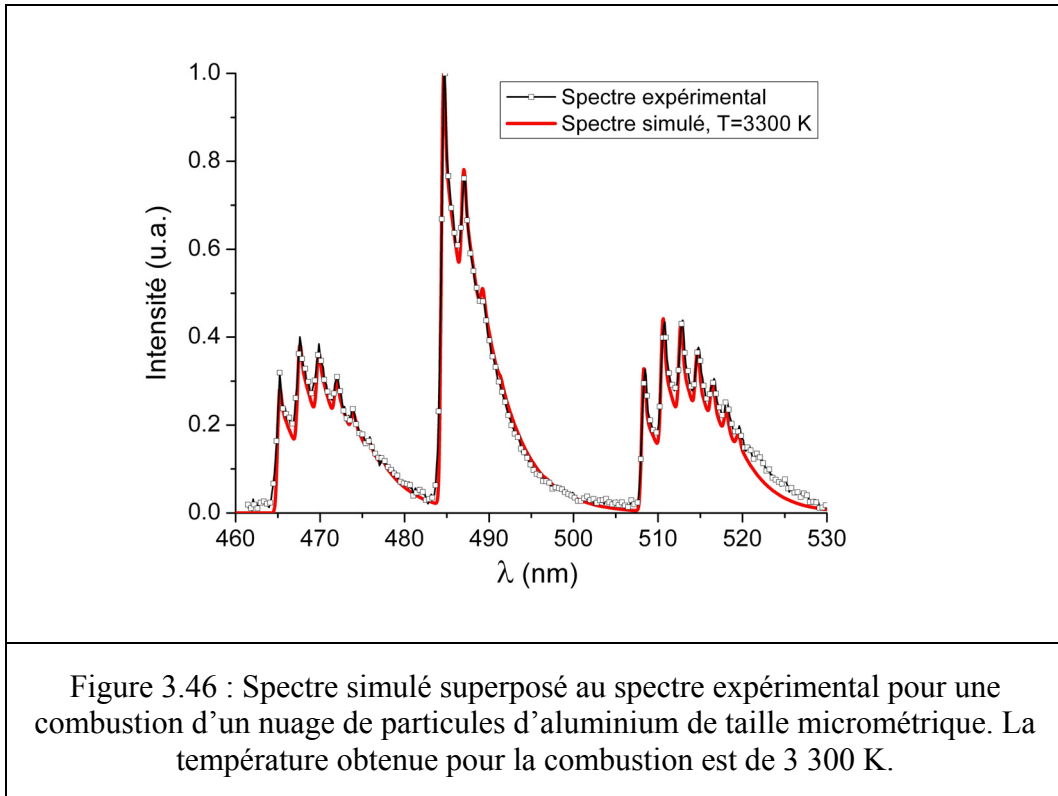 1.0
0.8
0.6
0.4
0.2
0.0
Intensité (u.a.)
Spectre expérimental
Spectre simulé, T=3300 K
460 470 480 490 500 510 520 530
λ (nm)
Figure 3.46 : Spectre simulé superposé au spectre expérimental pour une
combustion d’un nuage de particules d’aluminium de taille micrométrique. La
température obtenue pour la combustion est de 3 300 K.